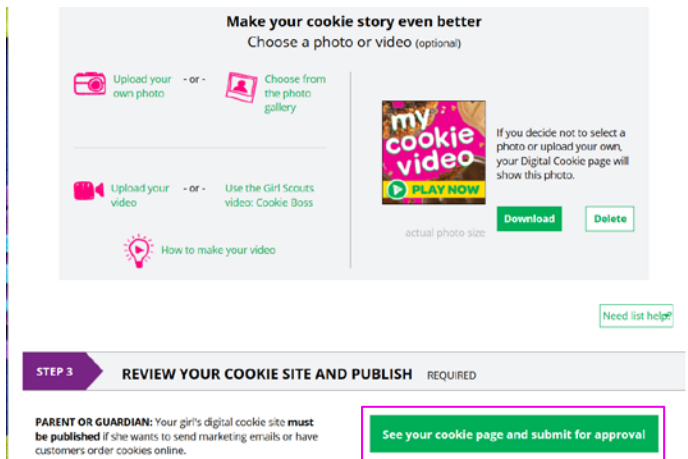 Make your cookie story even better
Choose a photo or video (optional)
Upload your own photo
- or -
Choose from the photo gallery
my cookie video
PLAY NOW
If you decide not to select a photo or upload your own, your Digital Cookie page will show this photo.
Upload your video
- or -
Use the Girl Scouts video: Cookie Boss
Download
Delete
actual photo size
How to make your video
Need list help?
STEP 3
REVIEW YOUR COOKIE SITE AND PUBLISH REQUIRED
PARENT OR GUARDIAN: Your girl's digital cookie site must
be published if she wants to send marketing emails or have
customers order cookies online.
See your cookie page and submit for approval